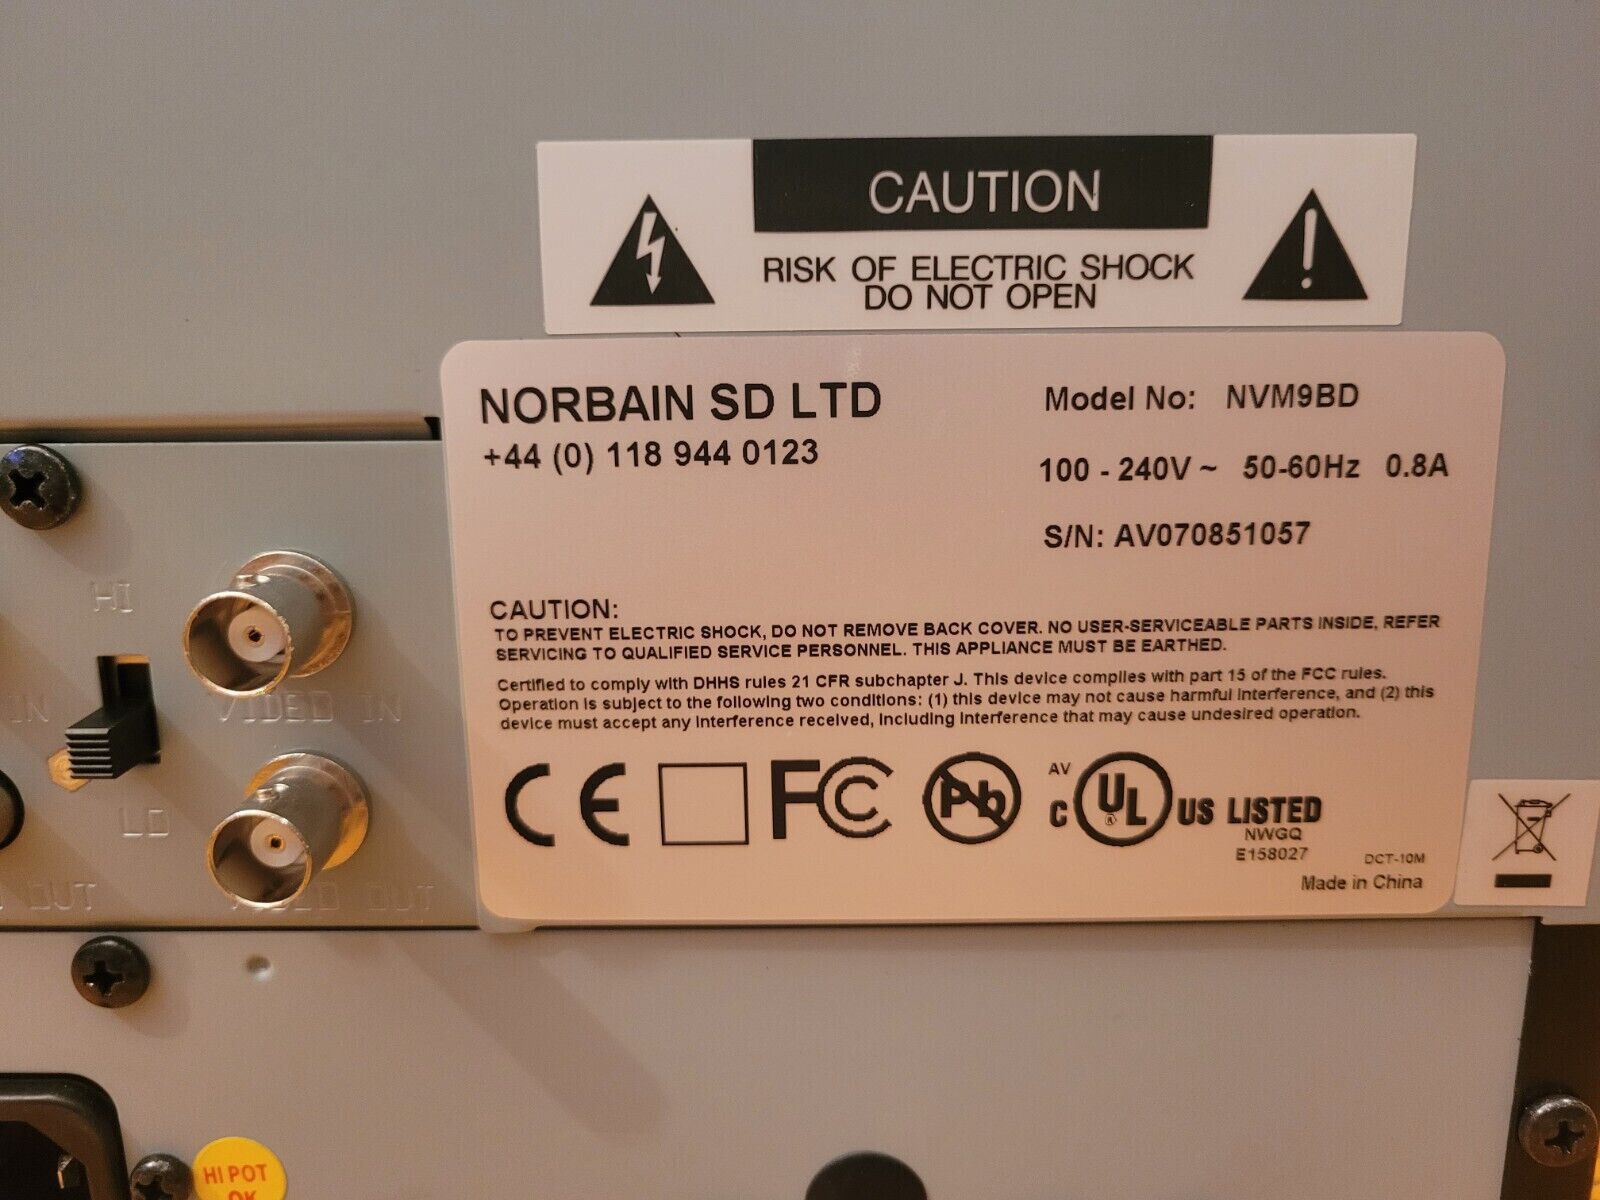 CAUTION
RISK OF ELECTRIC SHOCK
DO NOT OPEN
NORBAIN SD LTD
+44 (0) 118 944 0123
Model No: NVM9BD
100 - 240V ~ 50-60Hz 0.8A
S/N: AV070851057
CAUTION:
TO PREVENT ELECTRIC SHOCK, DO NOT REMOVE BACK COVER. NO USER-SERVICEABLE PARTS INSIDE, REFER
SERVICING TO QUALIFIED SERVICE PERSONNEL. THIS APPLIANCE MUST BE EARTHED.
Certified to comply with DHHS rules 21 CFR subchapter J. This device complies with part 15 of the FCC rules.
Operation is subject to the following two conditions: (1) this device may not cause harmful interference, and (2) this
device must accept any interference received, including interference that may cause undesired operation.
CE FC Pb AV C UL US LISTED
NWGQ
E158027
DCT-10M
Made in China
HI
IN
VIDEO IN
LO
OUT
VIDEO OUT
HI POT
OK